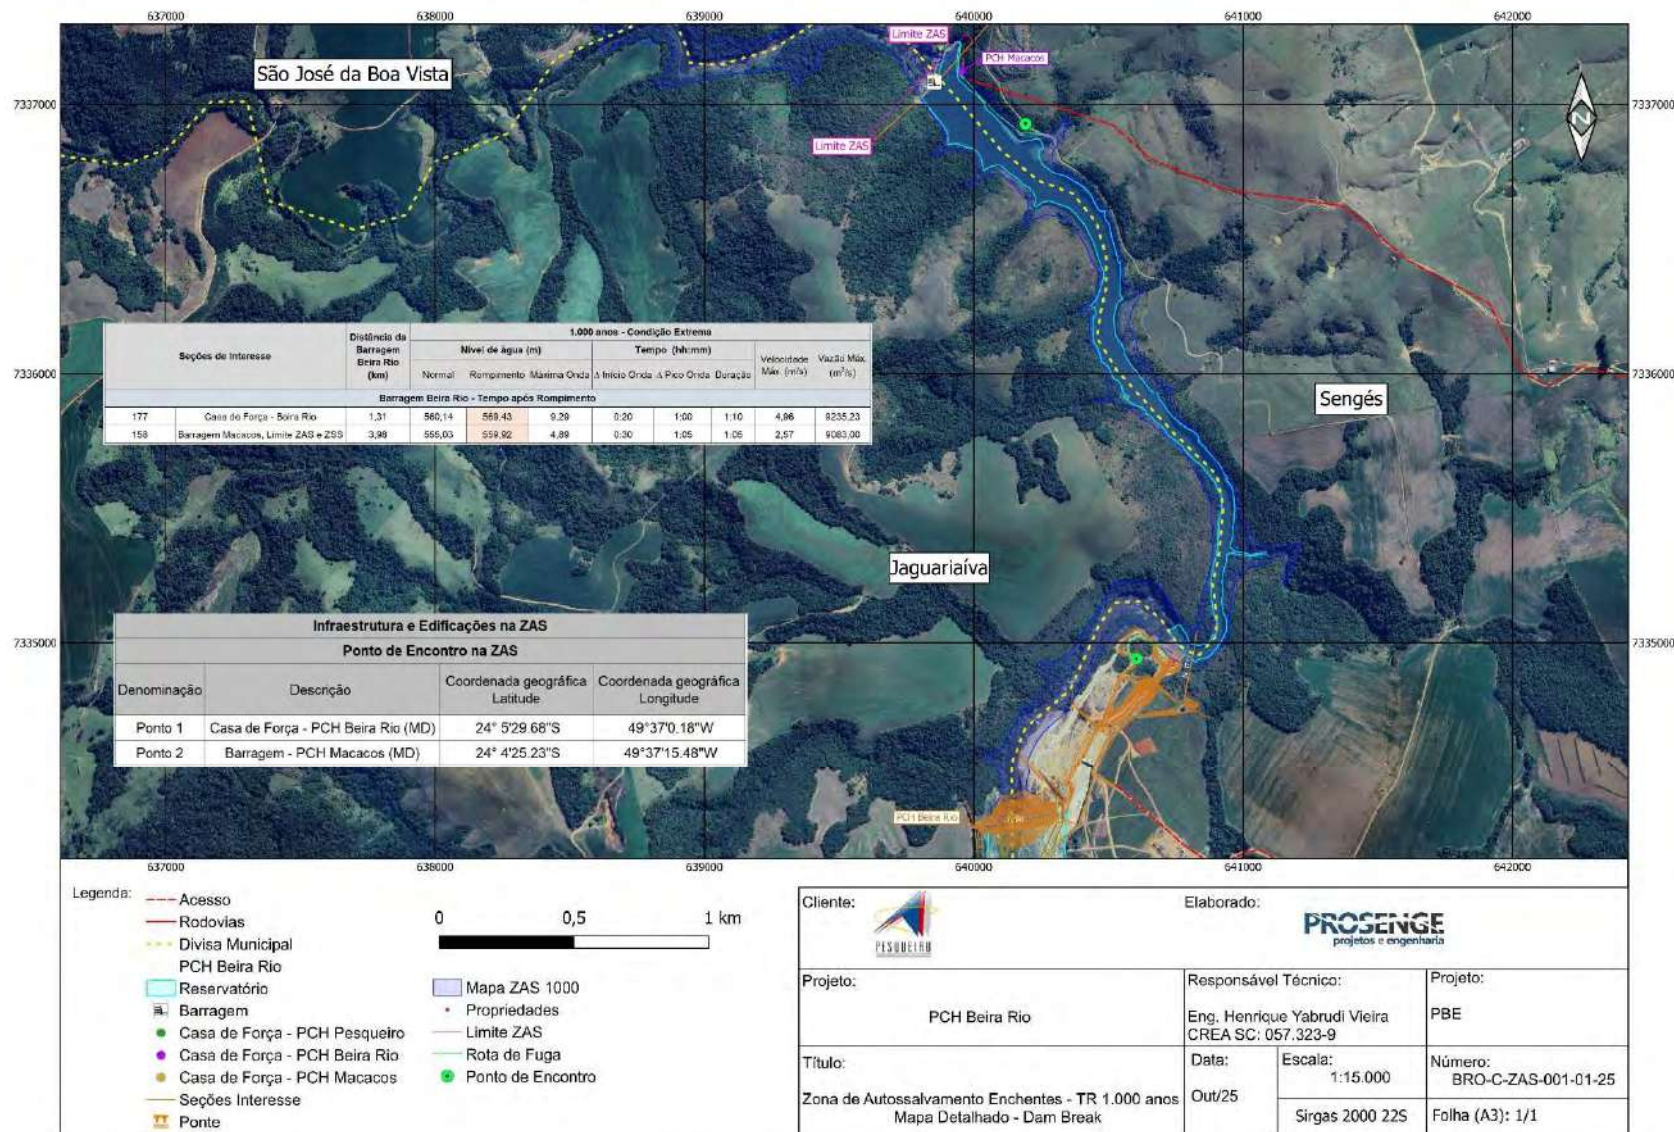 637000 638000 639000 640000 641000 642000
Limite ZAS
PCH Macacos
São José da Boa Vista
7337000 7337000
Limite ZAS
Seções de Interesse
Distância da Barragem Beira Rio (km)
1.000 anos - Condição Extrema
Nível de água (m) Tempo (hh:mm) Velocidade Máx. (m/s) Vazão Máx. (m³/s)
Normal Rompimento Máxima Onda Δ Início Onda Δ Pico Onda Duração
Barragem Beira Rio - Tempo após Rompimento
177 Casa de Força - Beira Rio 1,31 560,14 569,43 9,29 0:20 1:00 1:10 4,96 9235,23
158 Barragem Macacos, Limite ZAS e ZSS 3,98 555,03 559,92 4,89 0:30 1:05 1:06 2,57 9083,00
7336000 7336000
Sengés
Jaguariaíva
7335000 7335000
Infraestrutura e Edificações na ZAS
Ponto de Encontro na ZAS
Denominação Descrição Coordenada geográfica Latitude Coordenada geográfica Longitude
Ponto 1 Casa de Força - PCH Beira Rio (MD) 24° 5'29.68"S 49°37'0.18"W
Ponto 2 Barragem - PCH Macacos (MD) 24° 4'25.23"S 49°37'15.48"W
PCH Beira Rio
637000 638000 639000 640000 641000 642000
Legenda:
Acesso
Rodovias
Divisa Municipal
PCH Beira Rio
Reservatório
Barragem
Casa de Força - PCH Pesqueiro
Casa de Força - PCH Beira Rio
Casa de Força - PCH Macacos
Seções Interesse
Ponte
0 0,5 1 km
Mapa ZAS 1000
Propriedades
Limite ZAS
Rota de Fuga
Ponto de Encontro
Cliente:
PESQUEIRO
Elaborado:
PROSENGE
projetos e engenharia
Projeto:
PCH Beira Rio
Responsável Técnico:
Eng. Henrique Yabrudi Vieira
CREA SC: 057.323-9
Projeto:
PBE
Título:
Zona de Autossalvamento Enchentes - TR 1.000 anos
Mapa Detalhado - Dam Break
Data:
Out/25
Escala:
1:15.000
Sirgas 2000 22S
Número:
BRO-C-ZAS-001-01-25
Folha (A3): 1/1